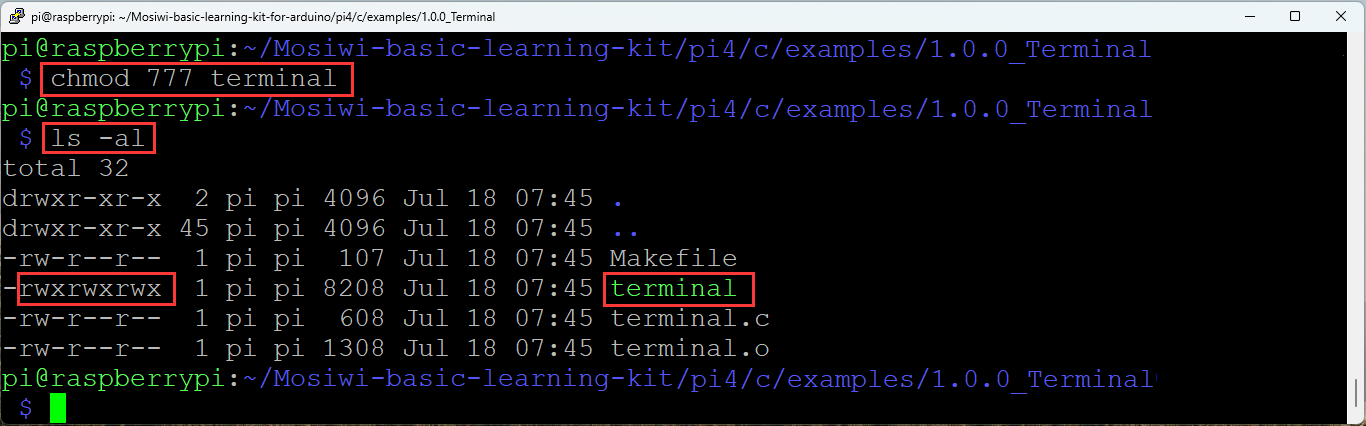 pi@raspberrypi: ~/Mosiwi-basic-learning-kit-for-arduino/pi4/c/examples/1.0.0_Terminal
pi@raspberrypi:~/Mosiwi-basic-learning-kit/pi4/c/examples/1.0.0_Terminal
$ chmod 777 terminal
pi@raspberrypi:~/Mosiwi-basic-learning-kit/pi4/c/examples/1.0.0_Terminal
$ ls -al
total 32
drwxr-xr-x  2 pi pi 4096 Jul 18 07:45 .
drwxr-xr-x 45 pi pi 4096 Jul 18 07:45 ..
-rw-r--r--  1 pi pi  107 Jul 18 07:45 Makefile
-rwxrwxrwx  1 pi pi 8208 Jul 18 07:45 terminal
-rw-r--r--  1 pi pi  608 Jul 18 07:45 terminal.c
-rw-r--r--  1 pi pi 1308 Jul 18 07:45 terminal.o
pi@raspberrypi:~/Mosiwi-basic-learning-kit/pi4/c/examples/1.0.0_Terminal
$